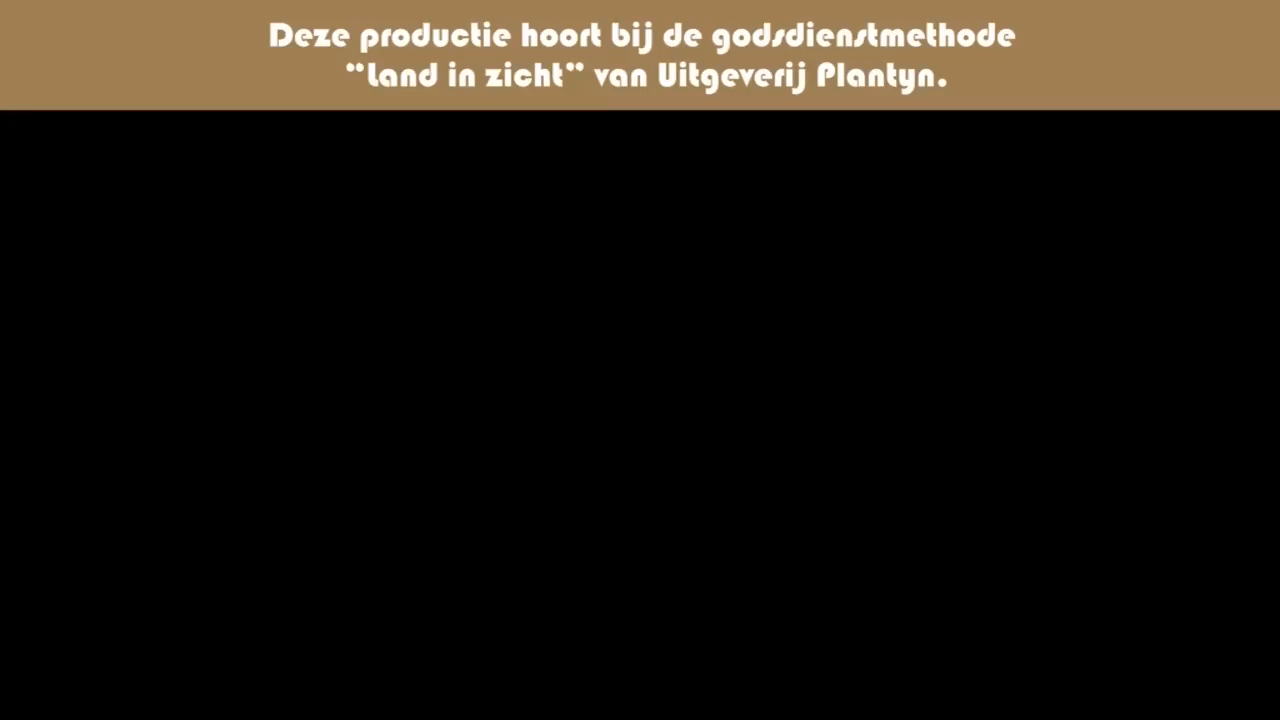 Deze productie hoort bij de godsdienstmethode
"Land in zicht" van Uitgeverij Plantyn.